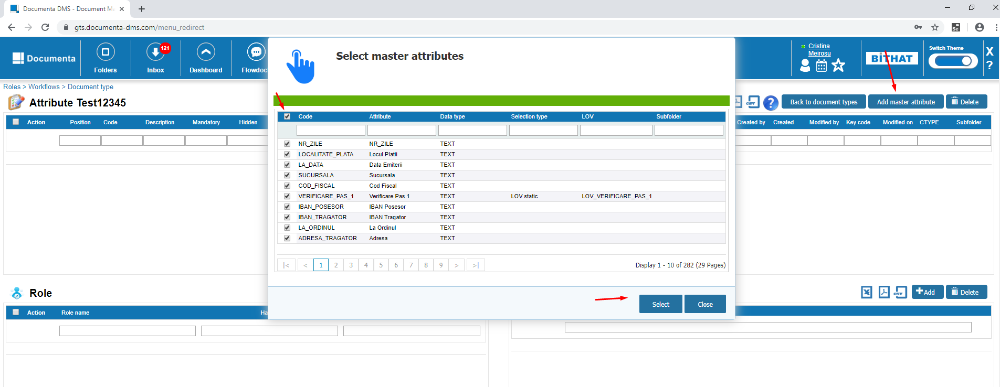 Documenta DMS - Document Ma
gts.documenta-dms.com/menu_redirect
Se
Documenta
Folders
121
Inbox
Dashboard
Flowdoc
Select master attributes
Cristina
Meirosu
BITHAT
Switch Theme
X
?
Roles > Workflows > Document type
Attribute Test12345
csv
?
Back to document types
Add master attribute
Delete
Action Position Code Description Mandatory Hidden
Created by Created Modified by Key code Modified on CTYPE Subfolder
Code Attribute Data type Selection type LOV Subfolder
NR_ZILE NR_ZILE TEXT
LOCALITATE_PLATA Locul Platii TEXT
LA_DATA Data Emiterii TEXT
SUCURSALA Sucursala TEXT
COD_FISCAL Cod Fiscal TEXT
VERIFICARE_PAS_1 Verificare Pas 1 TEXT LOV static LOV_VERIFICARE_PAS_1
IBAN_POSESOR IBAN Posesor TEXT
IBAN_TRAGATOR IBAN Tragator TEXT
LA_ORDINUL La Ordinul TEXT
ADRESA_TRAGATOR Adresa TEXT
|< < 1 2 3 4 5 6 7 8 9 > >|
Display 1 - 10 of 282 (29 Pages)
Select
Close
Role
csv
Add
Delete
Action Role name Ha